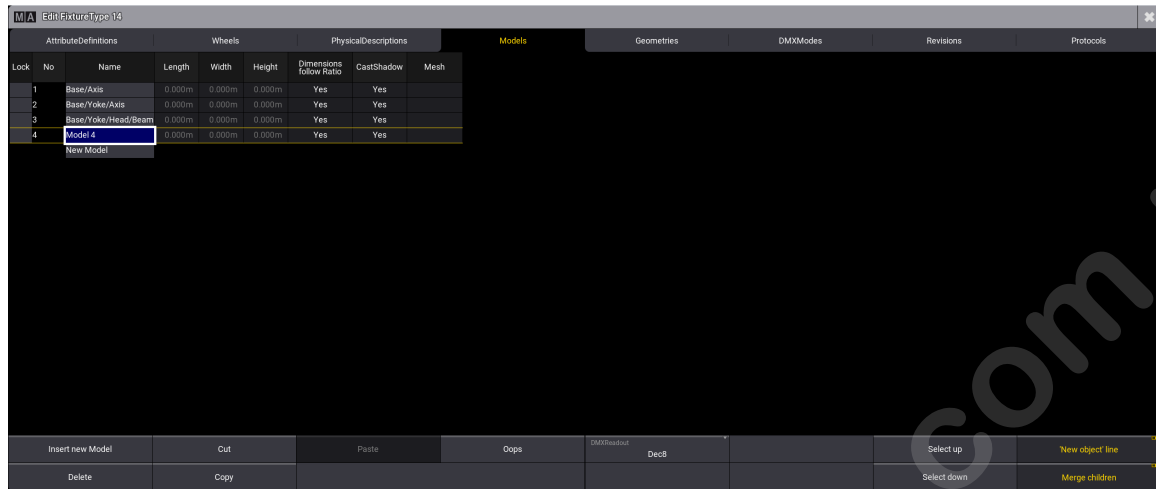 MA Edit FixtureType 14
AttributeDefinitions Wheels PhysicalDescriptions Models Geometries DMXModes Revisions Protocols
Lock No Name Length Width Height Dimensions follow Ratio CastShadow Mesh
1 Base/Axis 0.000m 0.000m 0.000m Yes Yes
2 Base/Yoke/Axis 0.000m 0.000m 0.000m Yes Yes
3 Base/Yoke/Head/Beam 0.000m 0.000m 0.000m Yes Yes
4 Model 4 0.000m 0.000m 0.000m Yes Yes
New Model
Insert new Model Cut Paste Oops DMXReadout Dec8 Select up 'New object' line
Delete Copy Select down Merge children
com